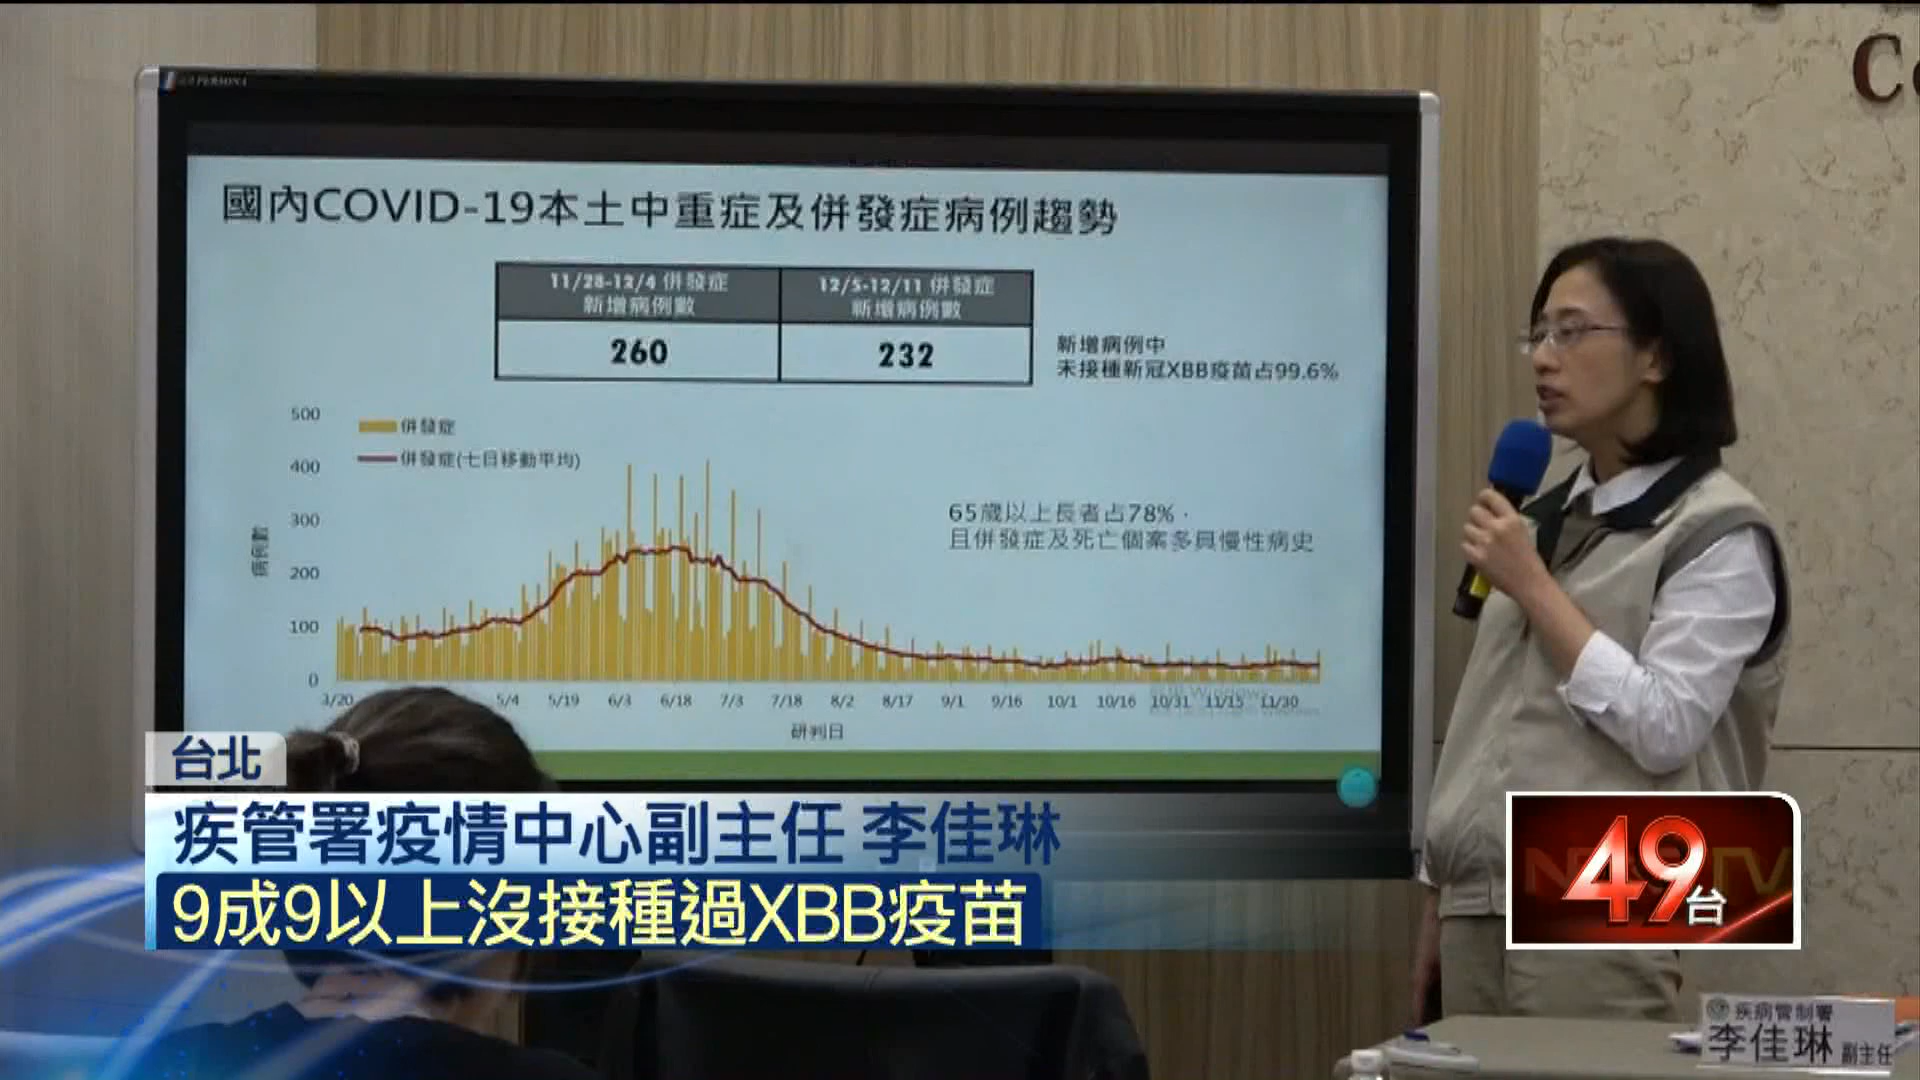 國內COVID-19本土中重症及併發症病例趨勢
11/28-12/4 併發症
新增病例數
12/5-12/11 併發症
新增病例數
260
232
新增病例中
未接種新冠XBB疫苗占99.6%
500
400
300
200
100
0
併發症
併發症(七日移動平均)
病例數
65歲以上長者占78%，
且併發症及死亡個案多具慢性病史
3/20 5/4 5/19 6/3 6/18 7/3 7/18 8/2 8/17 9/1 9/16 10/1 10/16 10/31 11/15 11/30
研判日
台北
疾管署疫情中心副主任 李佳琳
9成9以上沒接種過XBB疫苗
49台
疾病管制署
李佳琳 副主任